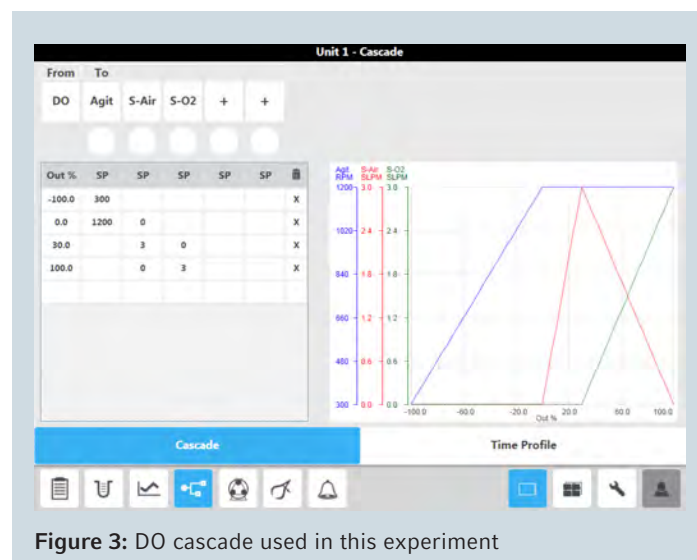 Unit 1 - Cascade
From To
DO Agit S-Air S-O2 + +
Out % SP SP SP SP SP
-100.0 300 X
0.0 1200 0 X
30.0 3 0 X
100.0 0 3 X
Agit S-Air S-O2
RPM SLPM SLPM
1200 3.0 3.0
1020 2.4 2.4
840 1.8 1.8
660 1.2 1.2
480 0.6 0.6
300 0.0 0.0
-100.0 -60.0 -20.0 20.0 60.0 100.0
Out %
Cascade Time Profile
Figure 3: DO cascade used in this experiment